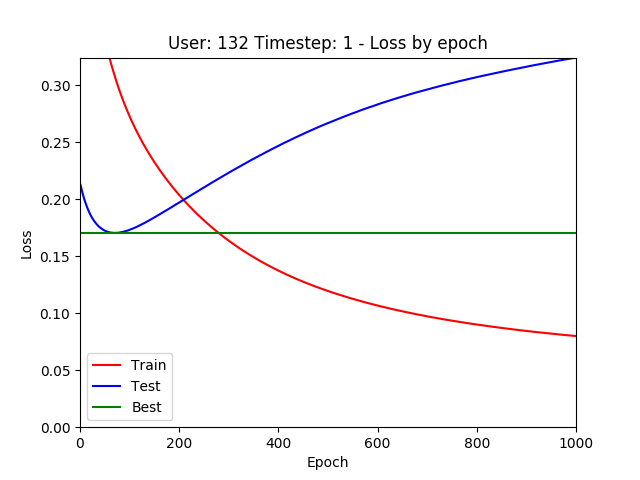 User: 132 Timestep: 1 - Loss by epoch
0.30
0.25
0.20
0.15
0.10
0.05
0.00
Loss
Train
Test
Best
0 200 400 600 800 1000
Epoch